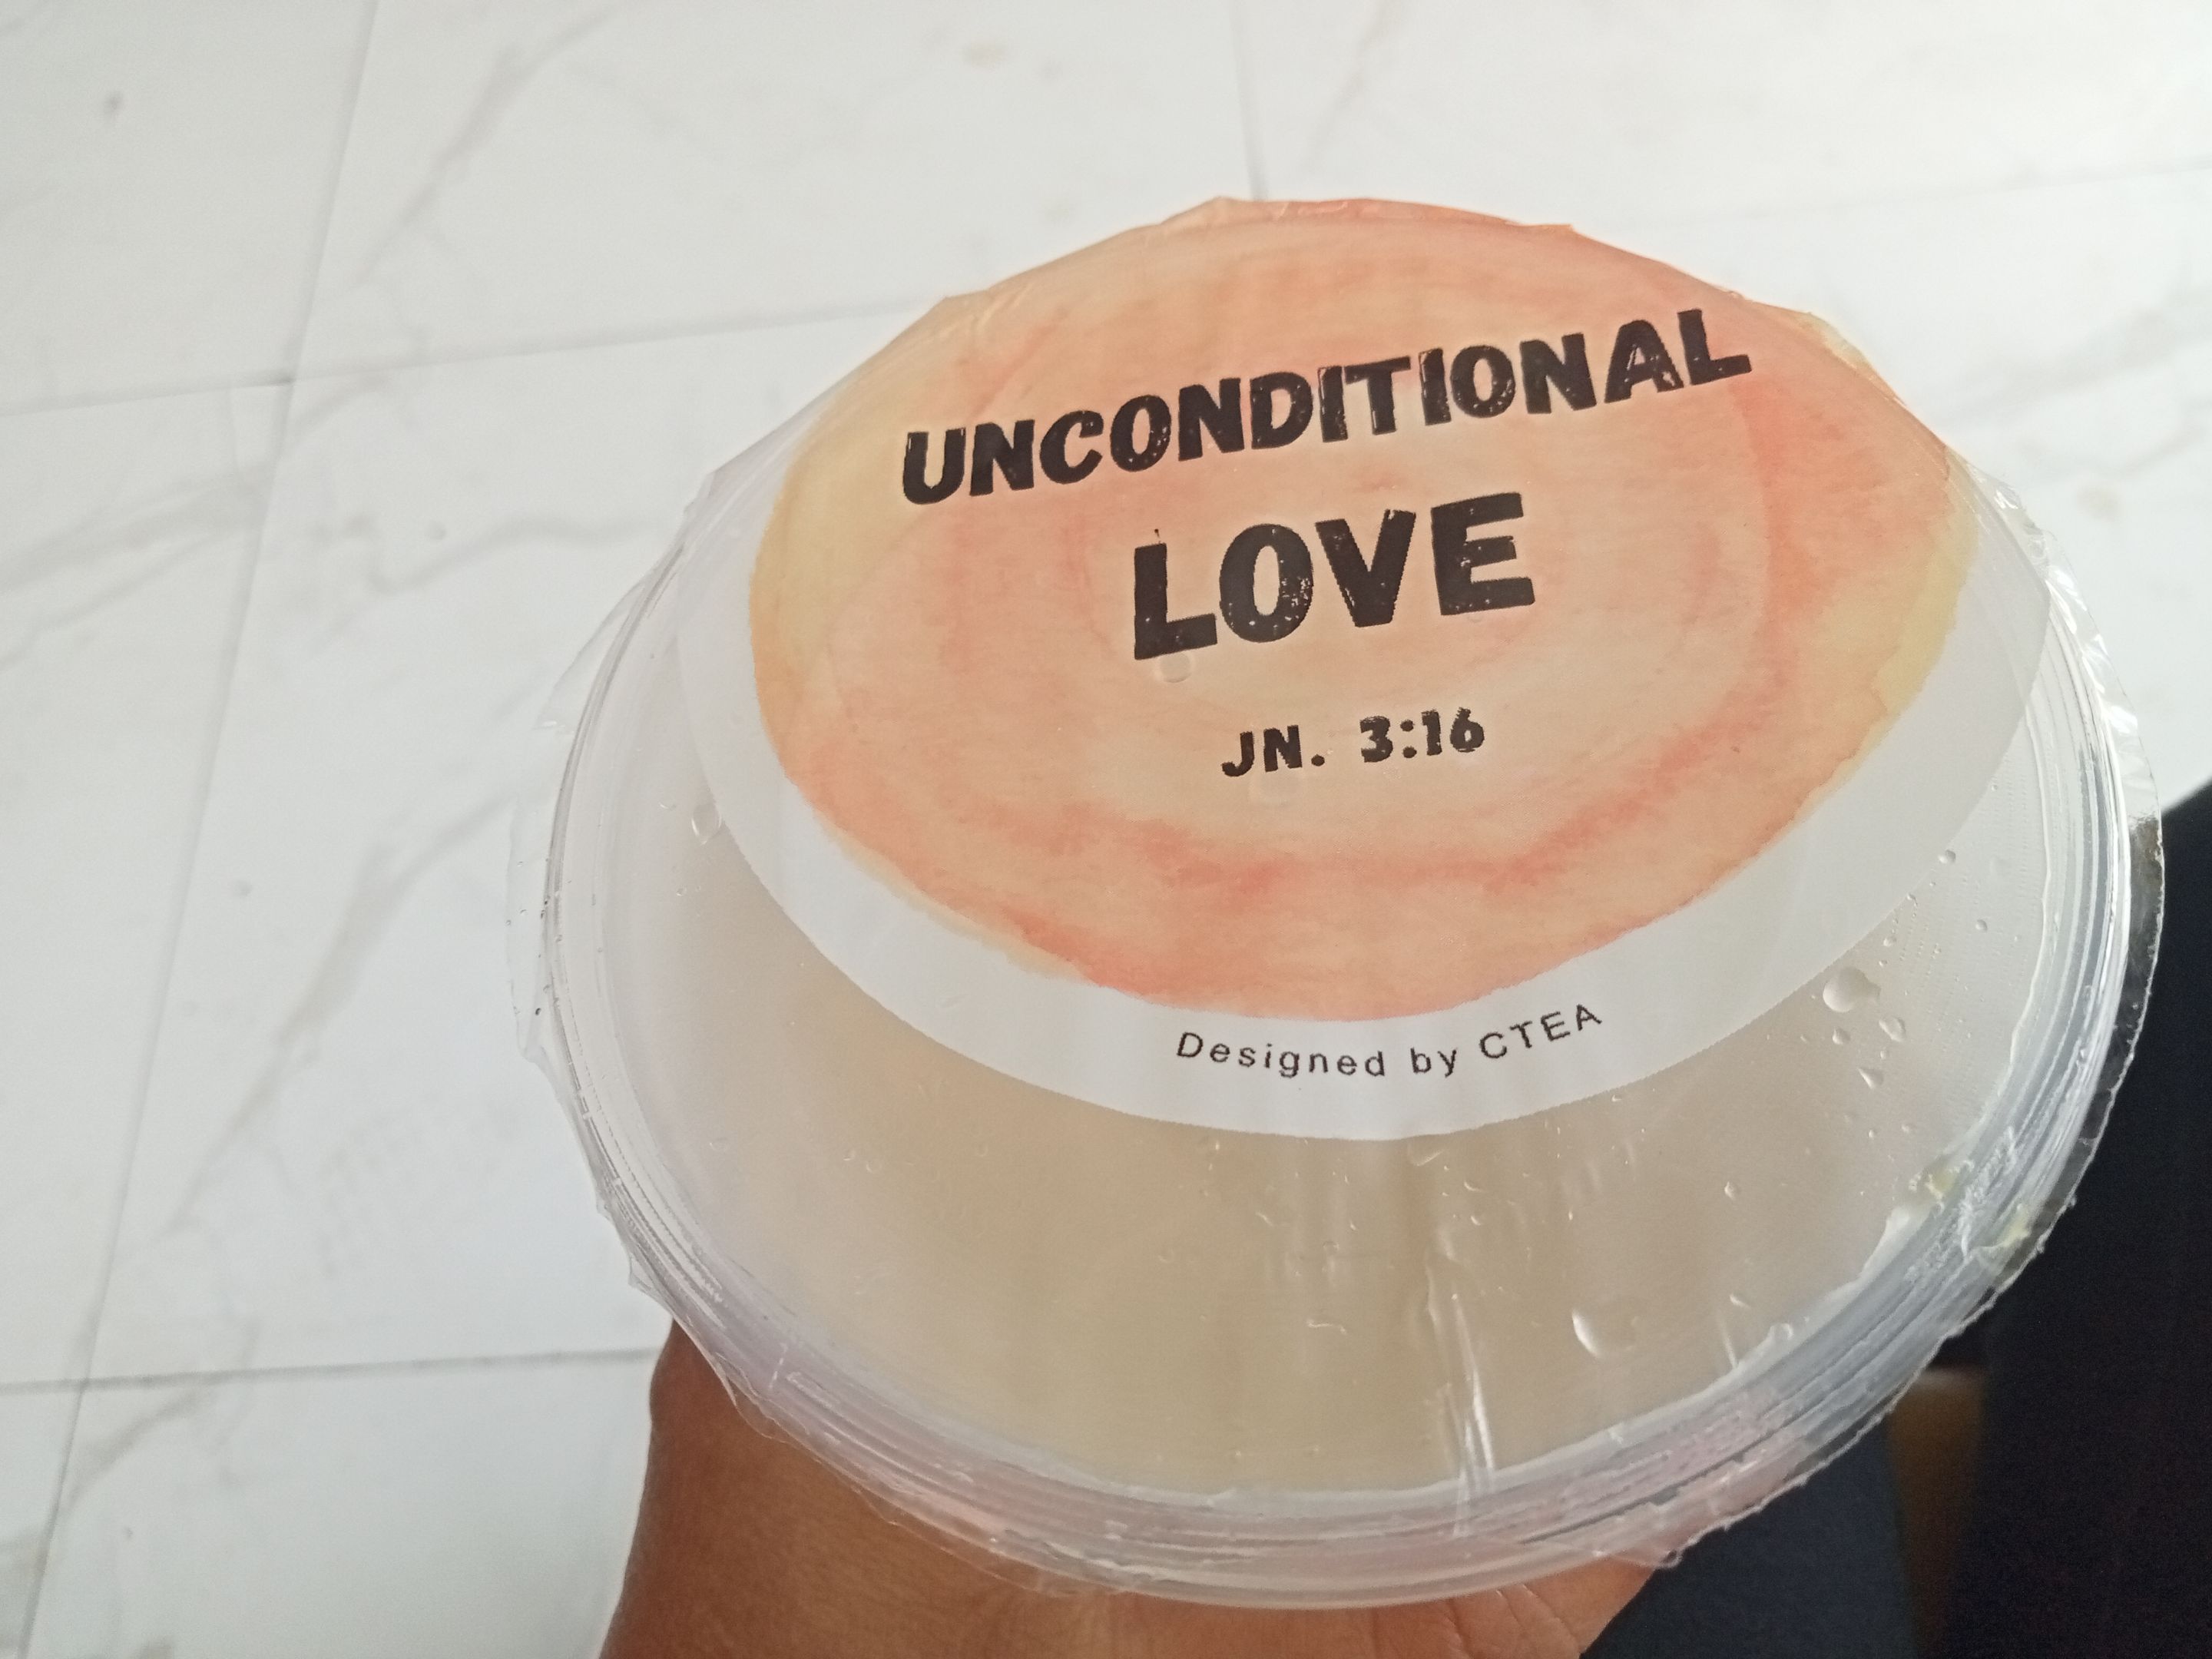 UNCONDITIONAL
LOVE
JN. 3:16
Designed by CTEA